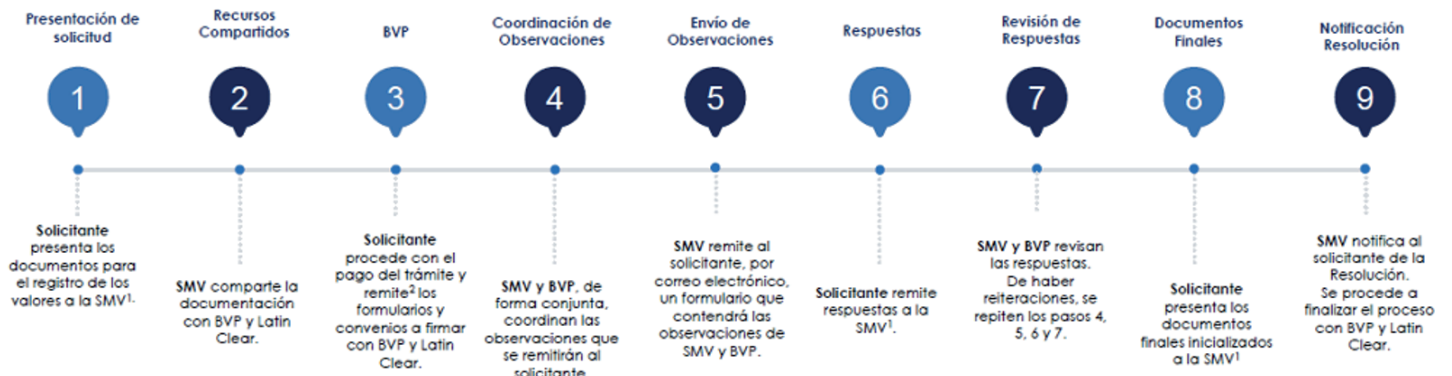 Presentación de
solicitud
1
Solicitante
presenta los
documentos para
el registro de los
valores a la SMV¹.
Recursos
Compartidos
2
SMV comparte la
documentación
con BVP y Latin
Clear.
BVP
3
Solicitante
procede con el
pago del trámite y
remite² los
formularios y
convenios a firmar
con BVP y Latin
Clear.
Coordinación de
Observaciones
4
SMV y BVP, de
forma conjunta,
coordinan las
observaciones que
se remitirán al
solicitante
Envío de
Observaciones
5
SMV remite al
solicitante, por
correo electrónico,
un formulario que
contendrá las
observaciones de
SMV y BVP.
Respuestas
6
Solicitante remite
respuestas a la
SMV¹.
Revisión de
Respuestas
7
SMV y BVP revisan
las respuestas.
De haber
reiteraciones, se
repiten los pasos 4,
5, 6 y 7.
Documentos
Finales
8
Solicitante
presenta los
documentos
finales inicializados
a la SMV¹
Notificación
Resolución
9
SMV notifica al
solicitante de la
Resolución.
Se procede a
finalizar el proceso
con BVP y Latin
Clear.